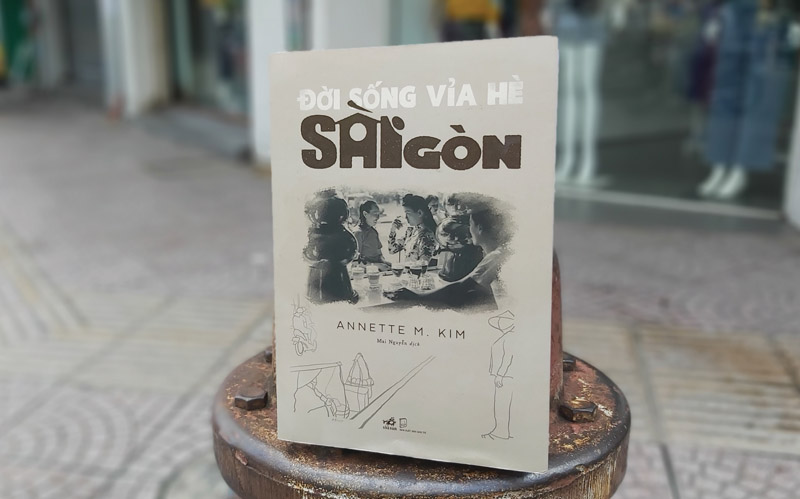 ĐỜI SỐNG VỈA HÈ
SÀIGÒN
ANNETTE M. KIM
Mai Nguyễn dịch